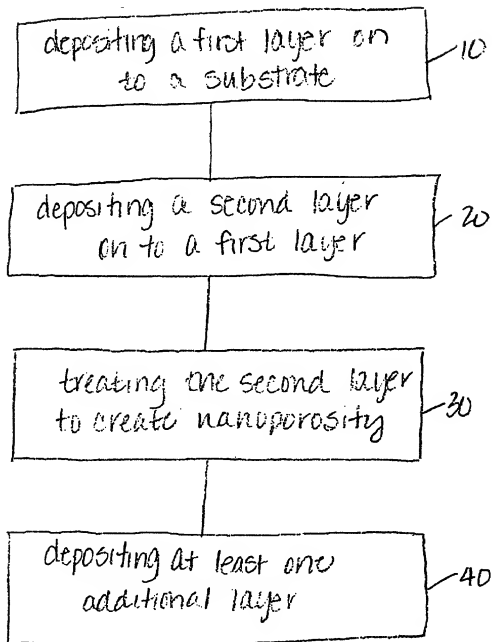 depositing a first layer on
to a substrate
10
depositing a second layer
on to a first layer
20
treating the second layer
to create nanoporosity
30
depositing at least one
additional layer
40